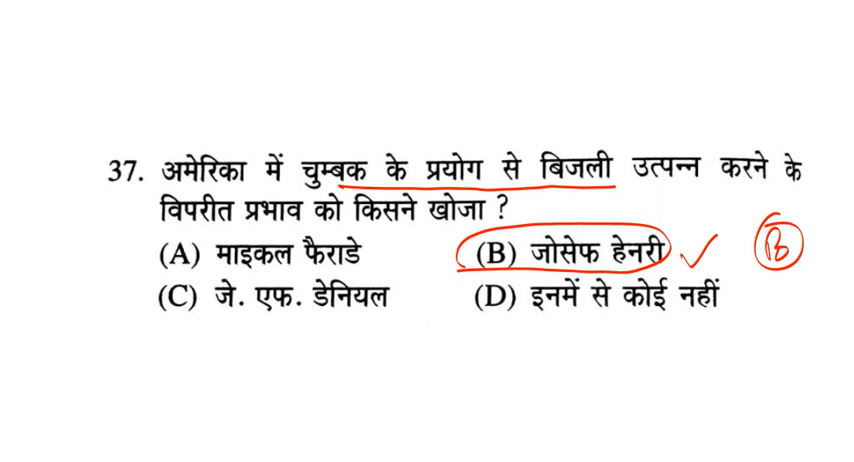 37. अमेरिका में चुम्बक के प्रयोग से बिजली उत्पन्न करने के
विपरीत प्रभाव को किसने खोजा ?
(A) माइकल फैराडे (B) जोसेफ हेनरी B
(C) जे. एफ. डेनियल (D) इनमें से कोई नहीं